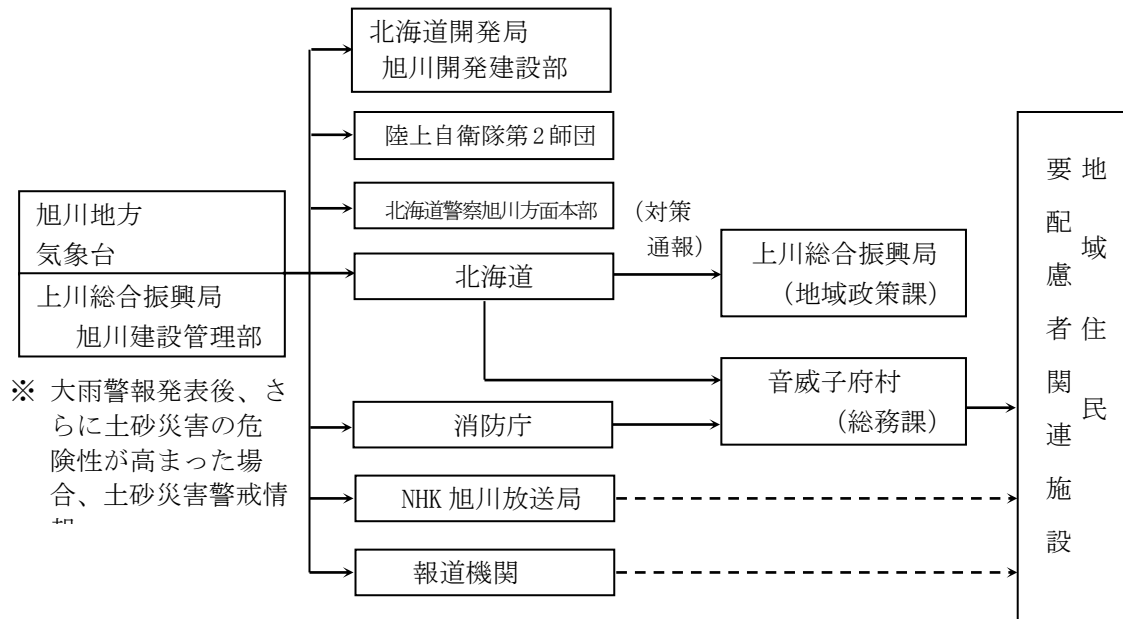 北海道開発局
旭川開発建設部
陸上自衛隊第2師団
北海道警察旭川方面本部
(対策
通報)
旭川地方
気象台
上川総合振興局
旭川建設管理部
北海道
上川総合振興局
(地域政策課)
※ 大雨警報発表後、さ
らに土砂災害の危
険性が高まった場
合、土砂災害警戒情
音威子府村
(総務課)
消防庁
NHK 旭川放送局
報道機関
地域住民
要配慮者関連施設